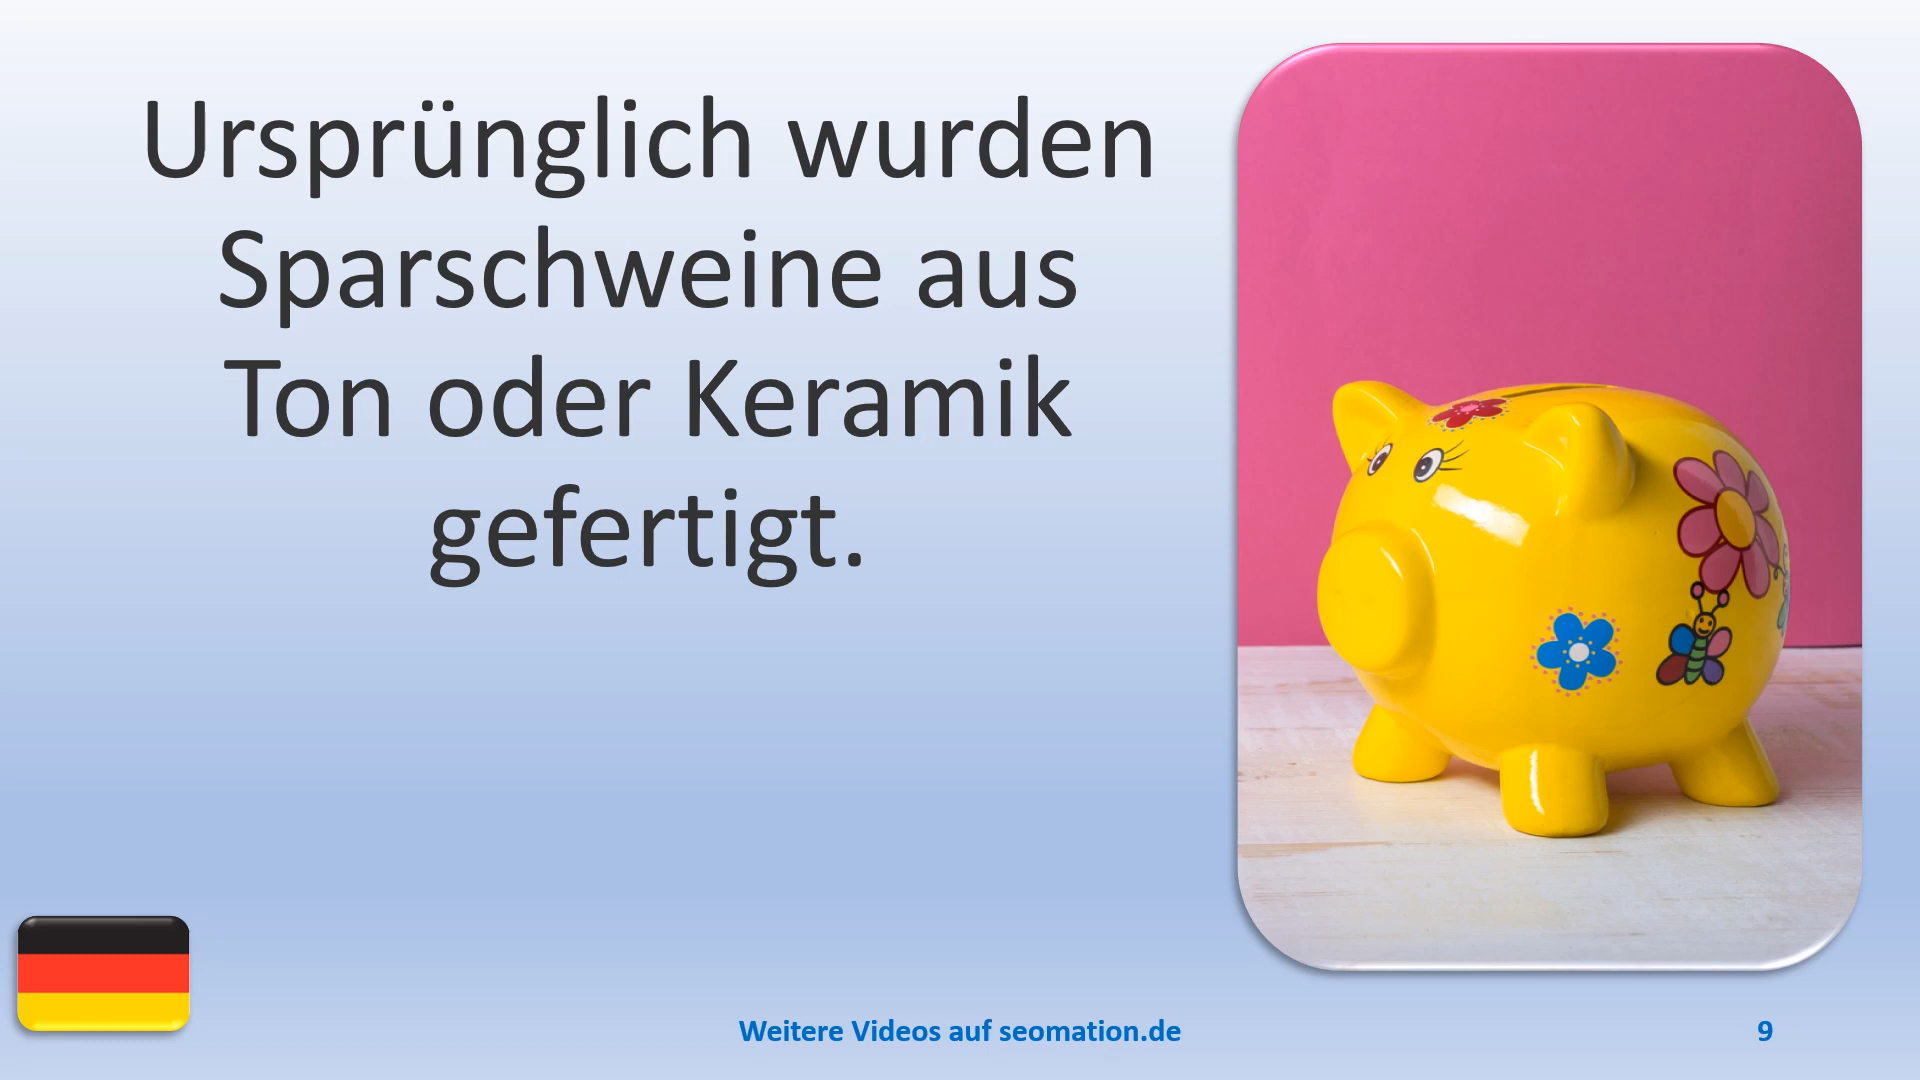 Ursprünglich wurden
Sparschweine aus
Ton oder Keramik
gefertigt.
Weitere Videos auf seomation.de
9